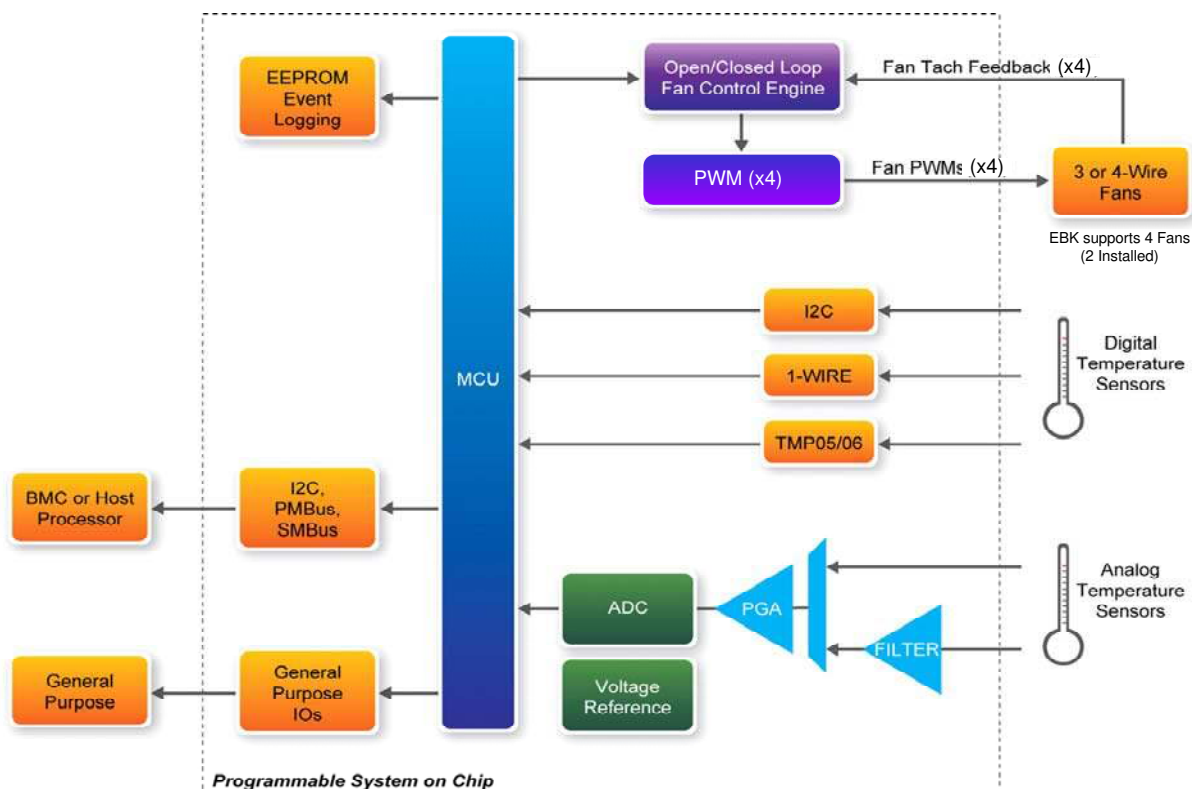 EEPROM
Event
Logging
Open/Closed Loop
Fan Control Engine
Fan Tach Feedback (x4)
PWM (x4)
Fan PWMs (x4)
3 or 4-Wire
Fans
EBK supports 4 Fans
(2 Installed)
MCU
I2C
1-WIRE
TMP05/06
Digital
Temperature
Sensors
BMC or Host
Processor
I2C,
PMBus,
SMBus
ADC
PGA
FILTER
Analog
Temperature
Sensors
General
Purpose
General
Purpose
IOs
Voltage
Reference
Programmable System on Chip